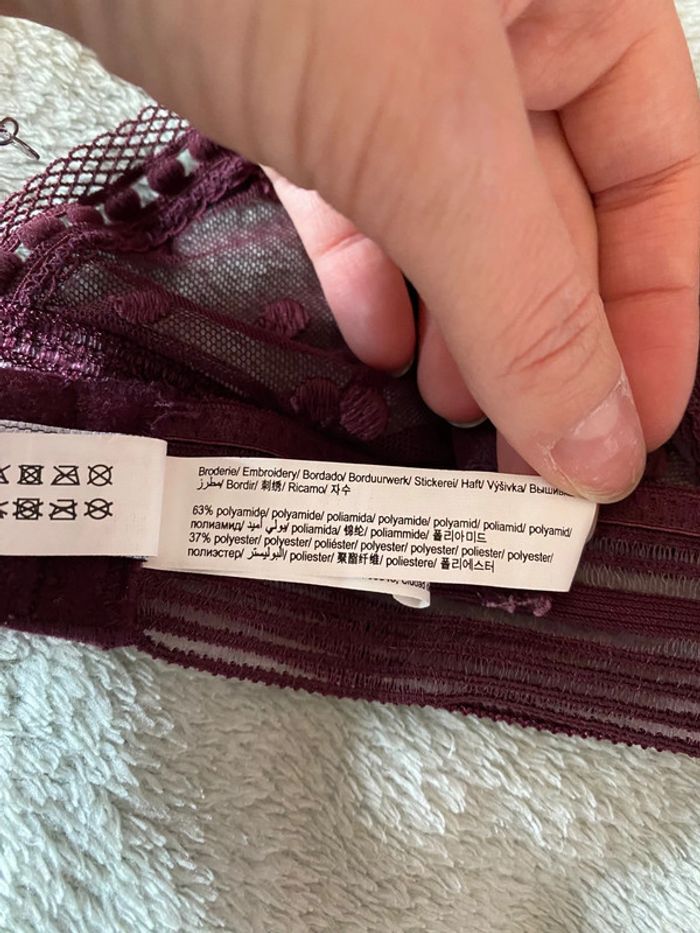 Broderie/ Embroidery/ Bordado/ Borduurwerk/ Stickerei/ Haft/ Výšivka/
مطرز/ Bordir/ 刺绣/ Ricamo/ 자수
63% polyamide/ polyamide/ poliamida/ polyamide/ polyamid/ poliamid/ polyamid/
полиамид/ بولي أميد/ poliamida/ 锦纶/ poliammide/ 폴리아미드
37% polyester/ polyester/ poliéster/ polyester/ polyester/ poliester/ polyester/
полиэстер/ البوليستر/ poliester/ 聚酯纤维/ poliestere/ 폴리에스터